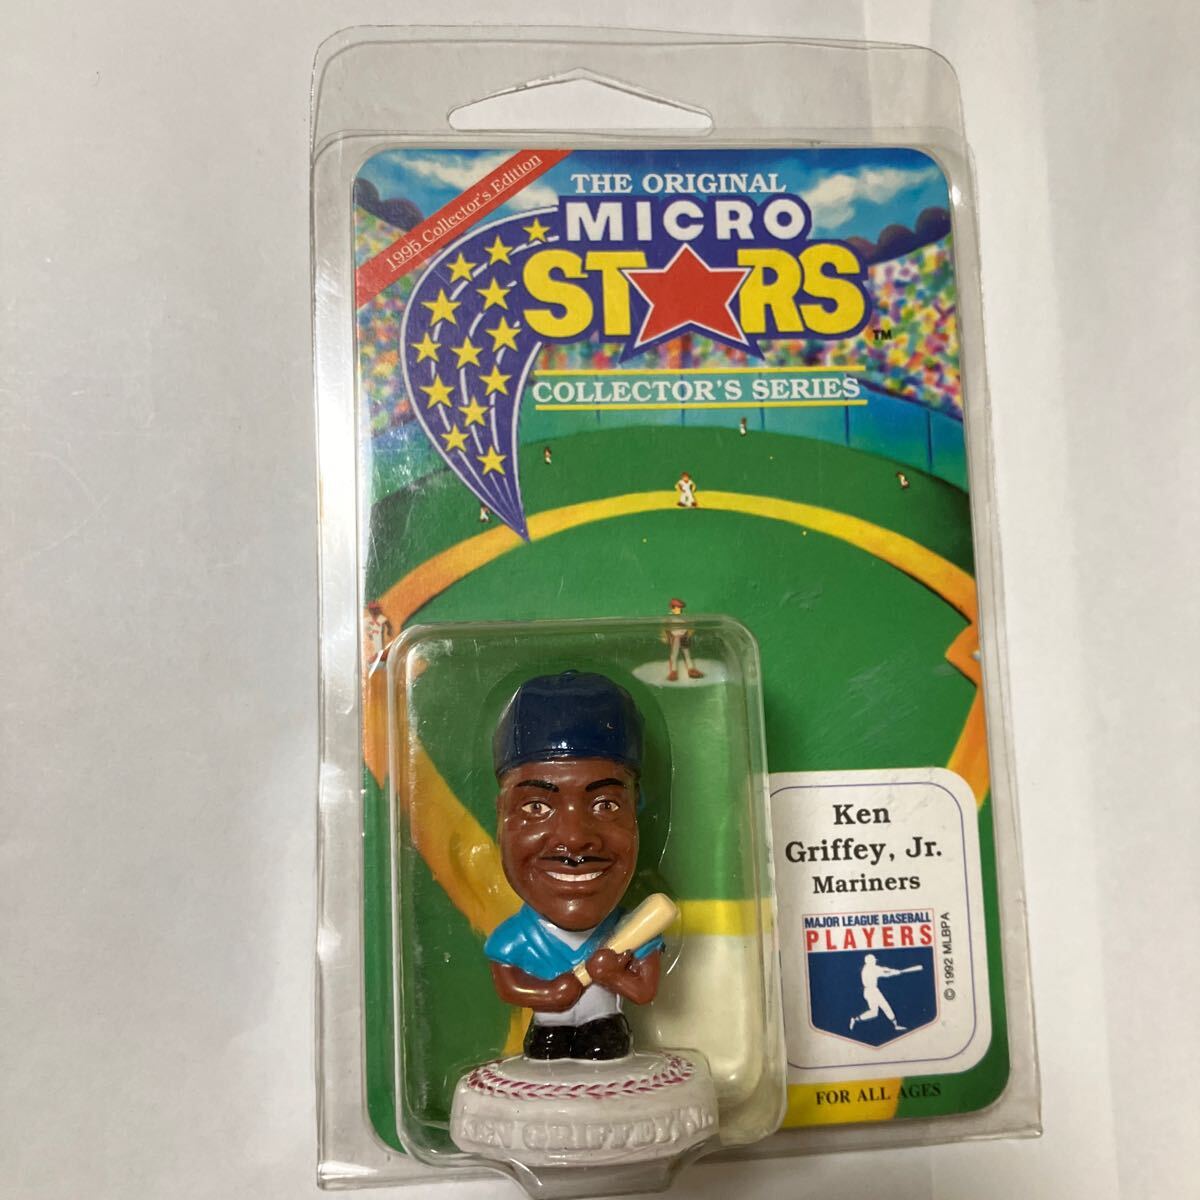 1995 Collector's Edition
THE ORIGINAL
MICRO
STARS
TM
COLLECTOR'S SERIES
Ken
Griffey, Jr.
Mariners
MAJOR LEAGUE BASEBALL
PLAYERS
© 1992 MLBPA
FOR ALL AGES
KEN GRIFFEY, JR.